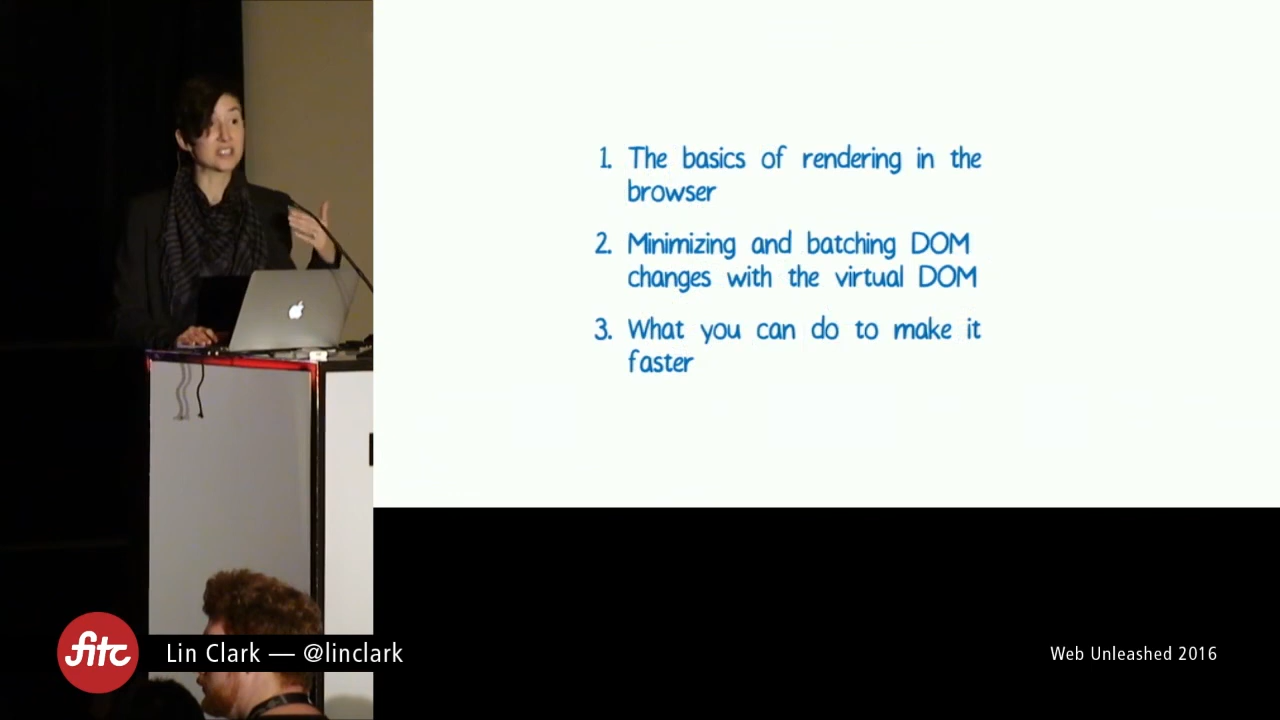 1. The basics of rendering in the
browser
2. Minimizing and batching DOM
changes with the virtual DOM
3. What you can do to make it
faster
fitc
Lin Clark — @linclark
Web Unleashed 2016